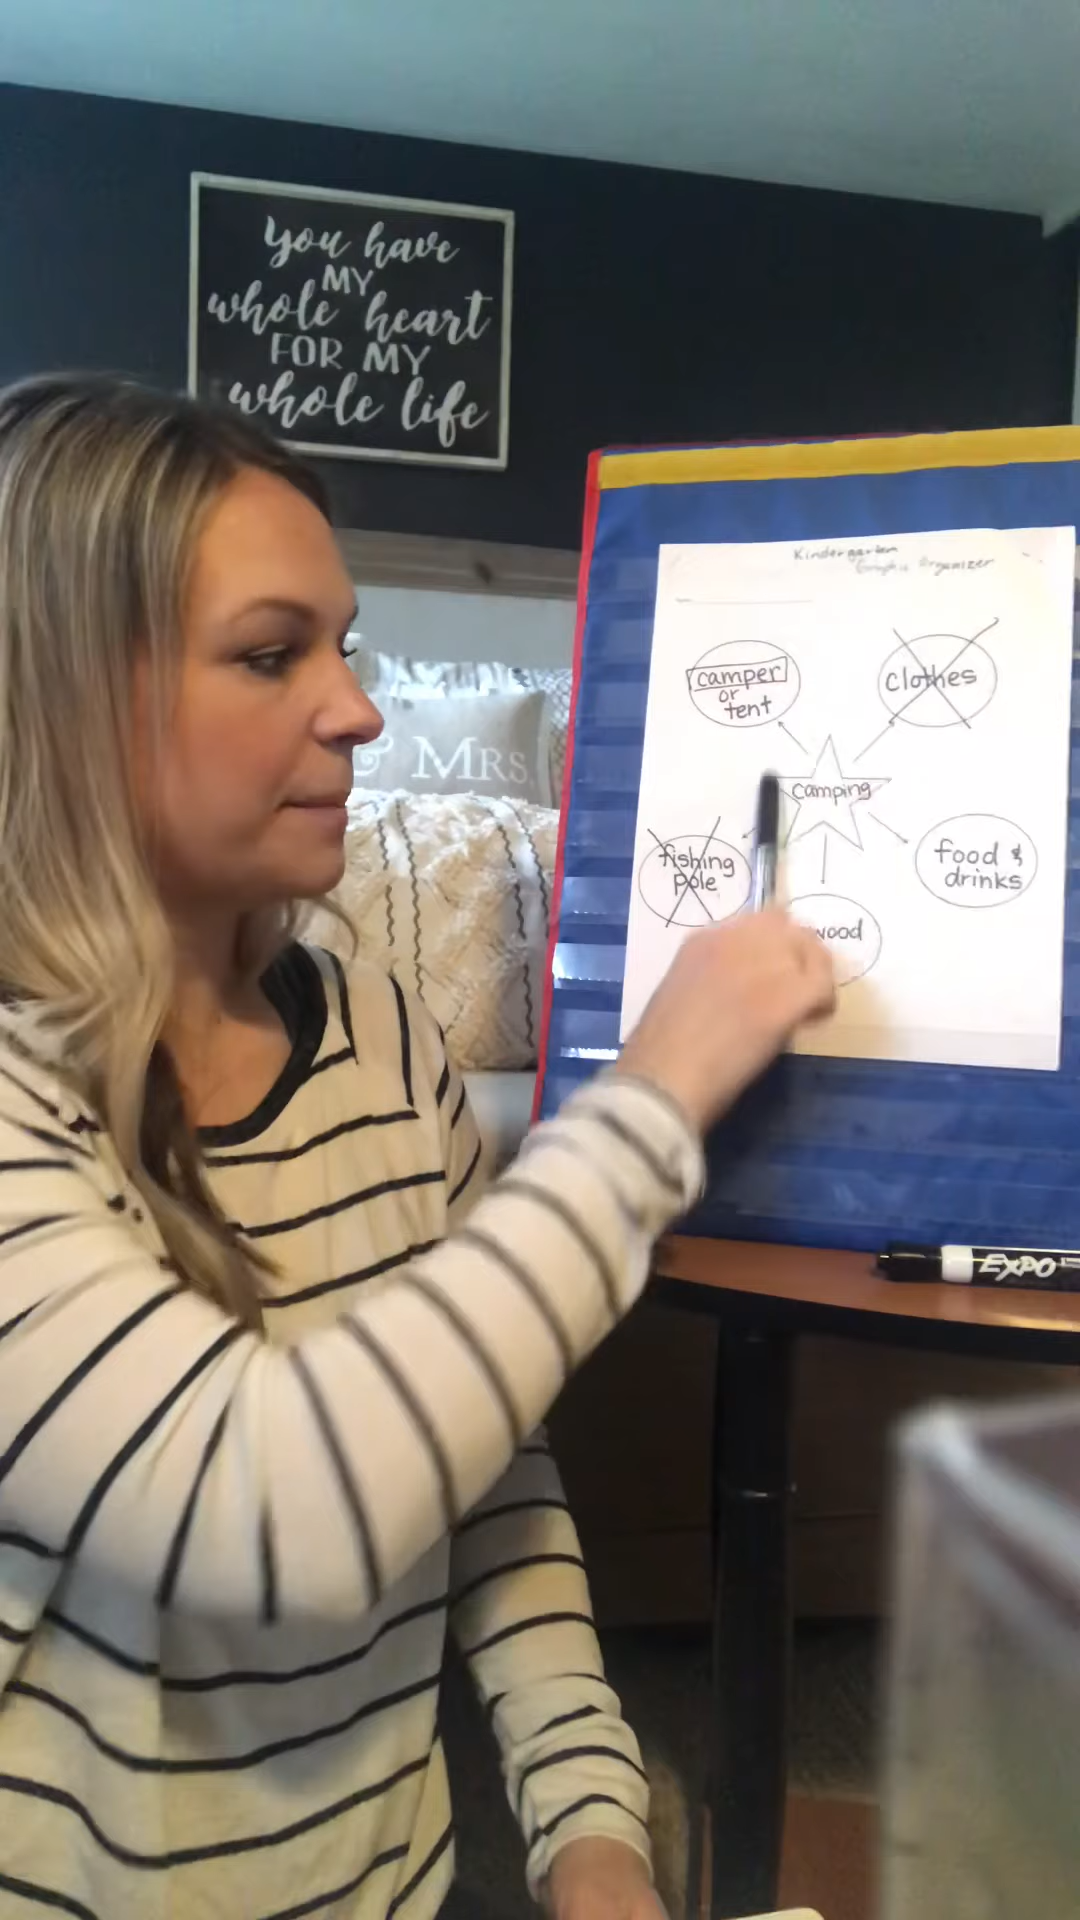 You have
MY
whole heart
FOR MY
whole life
& MRS.
Kindergarten
Graphic Organizer
camper
or
tent
clothes
camping
fishing
pole
food &
drinks
wood
EXPO